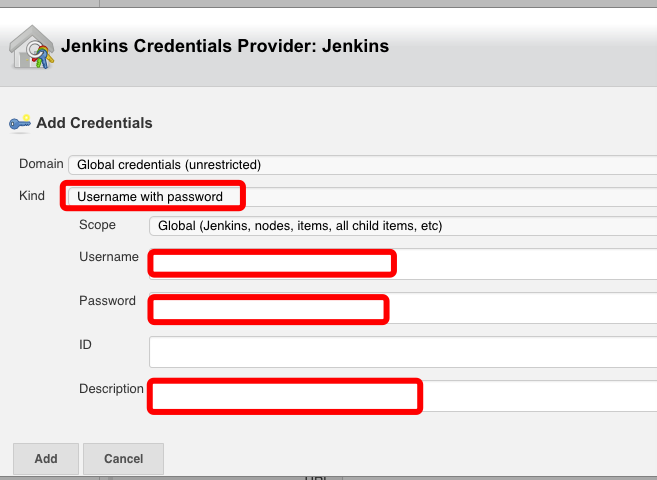 Jenkins Credentials Provider: Jenkins
Add Credentials
Domain Global credentials (unrestricted)
Kind Username with password
Scope Global (Jenkins, nodes, items, all child items, etc)
Username
Password
ID
Description
Add Cancel